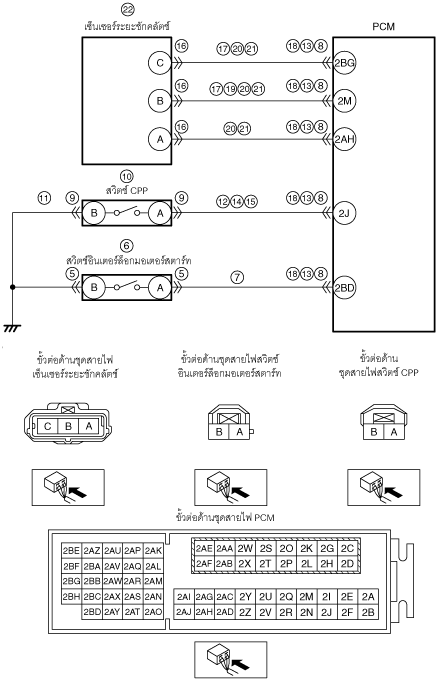 22
เซ็นเซอร์ระยะชักคลัตช์ PCM
C 16 17 20 21 18 13 8 2BG
B 16 17 19 20 21 18 13 8 2M
A 16 20 21 18 13 8 2AH
10
สวิตช์ CPP
11 9 B A 9 12 14 15 18 13 8 2J
6
สวิตช์อินเตอร์ล็อกมอเตอร์สตาร์ท
5 B A 5 7 18 13 8 2BD
ขั้วต่อด้านชุดสายไฟ
เซ็นเซอร์ระยะชักคลัตช์
C B A
ขั้วต่อด้านชุดสายไฟสวิตช์
อินเตอร์ล็อกมอเตอร์สตาร์ท
B A
ขั้วต่อด้าน
ชุดสายไฟสวิตช์ CPP
B A
ขั้วต่อด้านชุดสายไฟ PCM
2BE 2AZ 2AU 2AP 2AK
2BF 2BA 2AV 2AQ 2AL
2BG 2BB 2AW 2AR 2AM
2BH 2BC 2AX 2AS 2AN
2BD 2AY 2AT 2AO
2AE 2AA 2W 2S 2O 2K 2G 2C
2AF 2AB 2X 2T 2P 2L 2H 2D
2AI 2AG 2AC 2Y 2U 2Q 2M 2I 2E 2A
2AJ 2AH 2AD 2Z 2V 2R 2N 2J 2F 2B